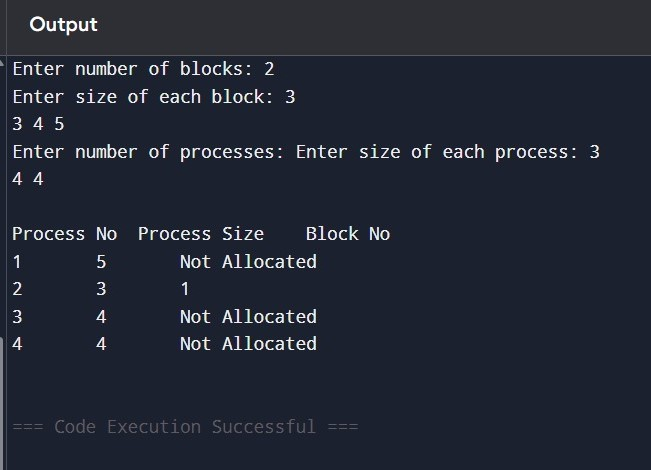 Output
Enter number of blocks: 2
Enter size of each block: 3
3 4 5
Enter number of processes: Enter size of each process: 3
4 4
Process No  Process Size    Block No
1       5       Not Allocated
2       3       1
3       4       Not Allocated
4       4       Not Allocated
=== Code Execution Successful ===